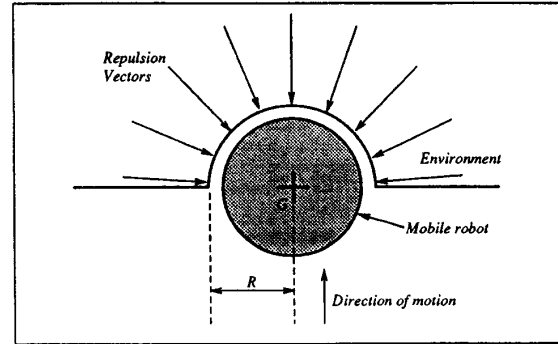 Repulsion
Vectors
Environment
G
Mobile robot
R
Direction of motion